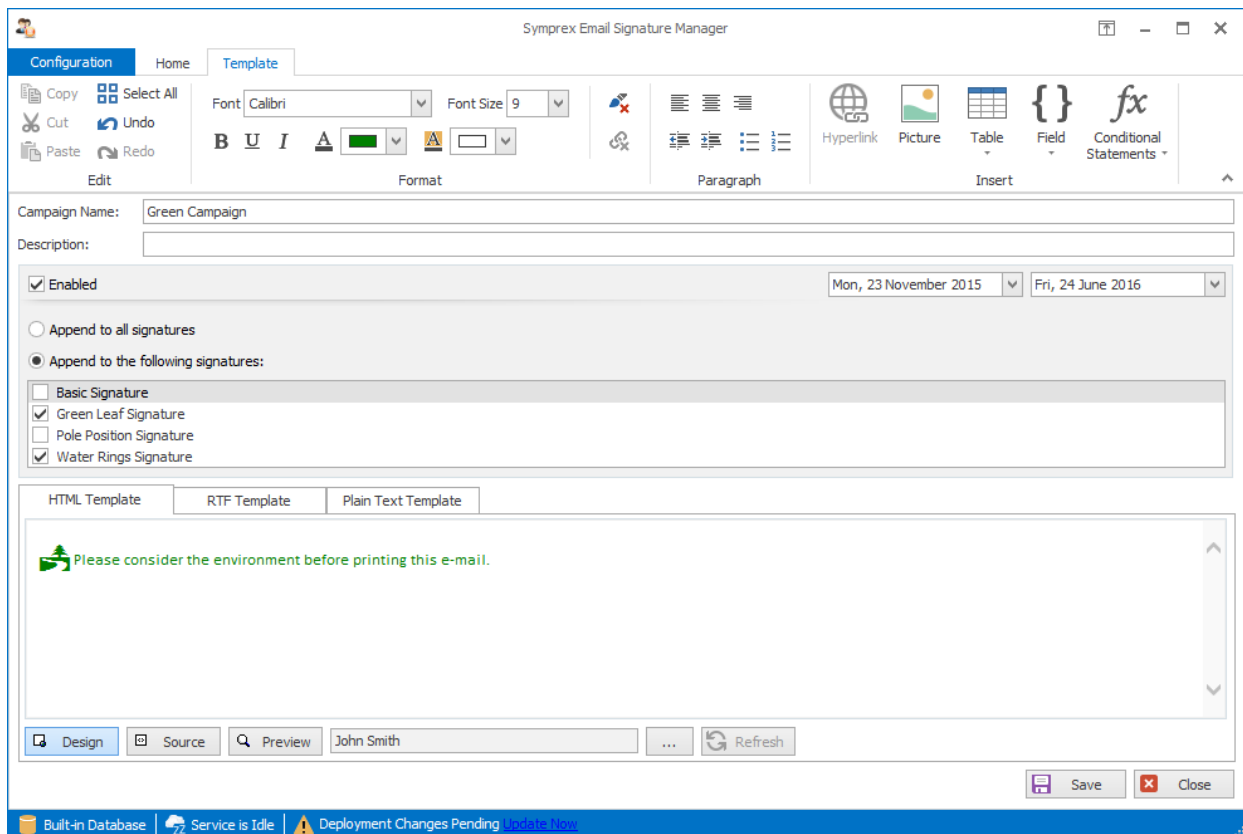 Symprex Email Signature Manager
Configuration Home Template
Copy Select All
Cut Undo
Paste Redo
Edit
Font Calibri Font Size 9
B U I A A
Format
Paragraph
Hyperlink Picture Table { } Field fx Conditional Statements
Insert
Campaign Name: Green Campaign
Description:
Enabled Mon, 23 November 2015 Fri, 24 June 2016
Append to all signatures
Append to the following signatures:
Basic Signature
Green Leaf Signature
Pole Position Signature
Water Rings Signature
HTML Template RTF Template Plain Text Template
Please consider the environment before printing this e-mail.
Design Source Preview John Smith ... Refresh
Save Close
Built-in Database zz Service is Idle Deployment Changes Pending Update Now